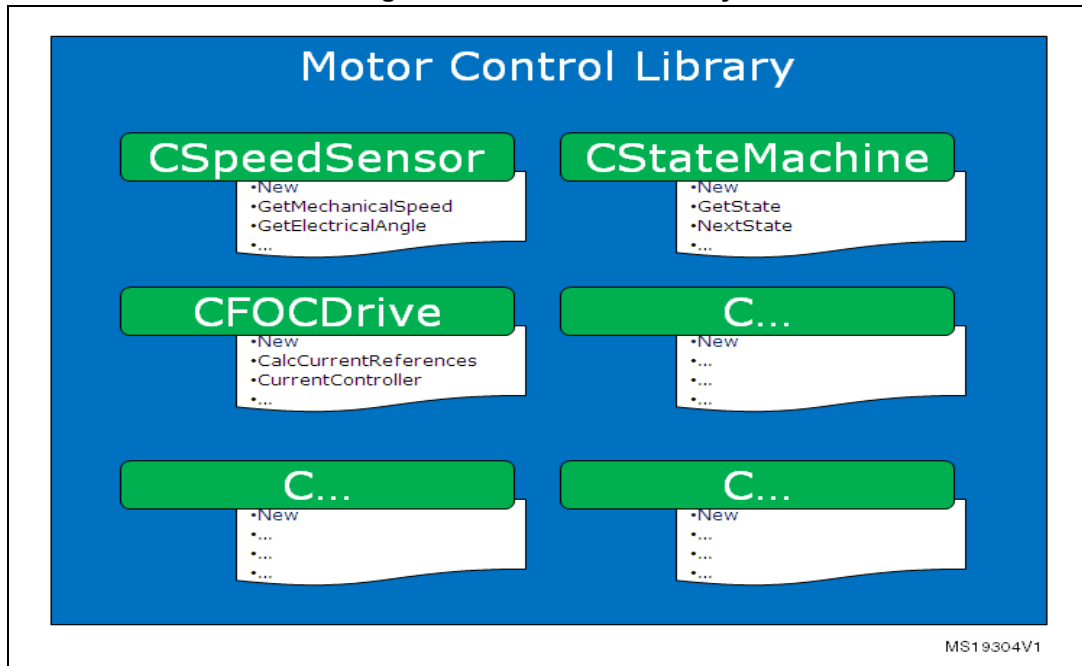 Motor Control Library
CSpeedSensor
•New
•GetMechanicalSpeed
•GetElectricalAngle
•...
CStateMachine
•New
•GetState
•NextState
•...
CFOCDrive
•New
•CalcCurrentReferences
•CurrentController
•...
C...
•New
•...
•...
•...
C...
•New
•...
•...
•...
C...
•New
•...
•...
•...
MS19304V1